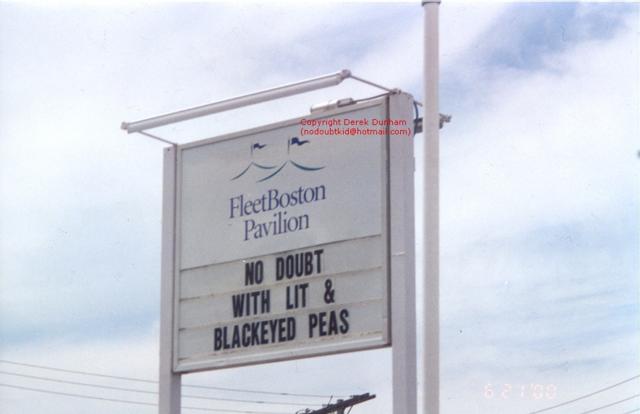 Copyright Derek Dunham
(nodoubtkid@hotmail.com)
FleetBoston
Pavilion
NO DOUBT
WITH LIT &
BLACKEYED PEAS
6 21 '00